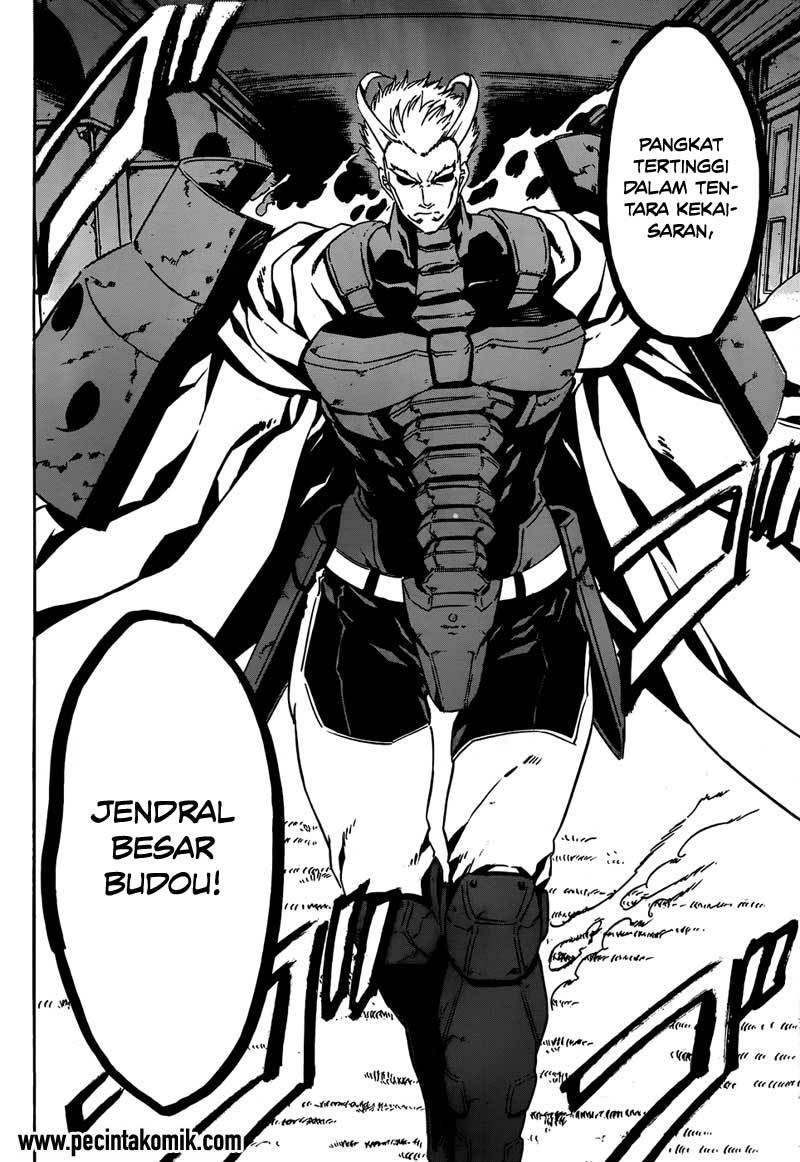 PANGKAT
TERTINGGI
DALAM TEN-
TARA KEKAI-
SARAN,
JENDRAL
BESAR
BUDOU!
www.pecintakomik.com